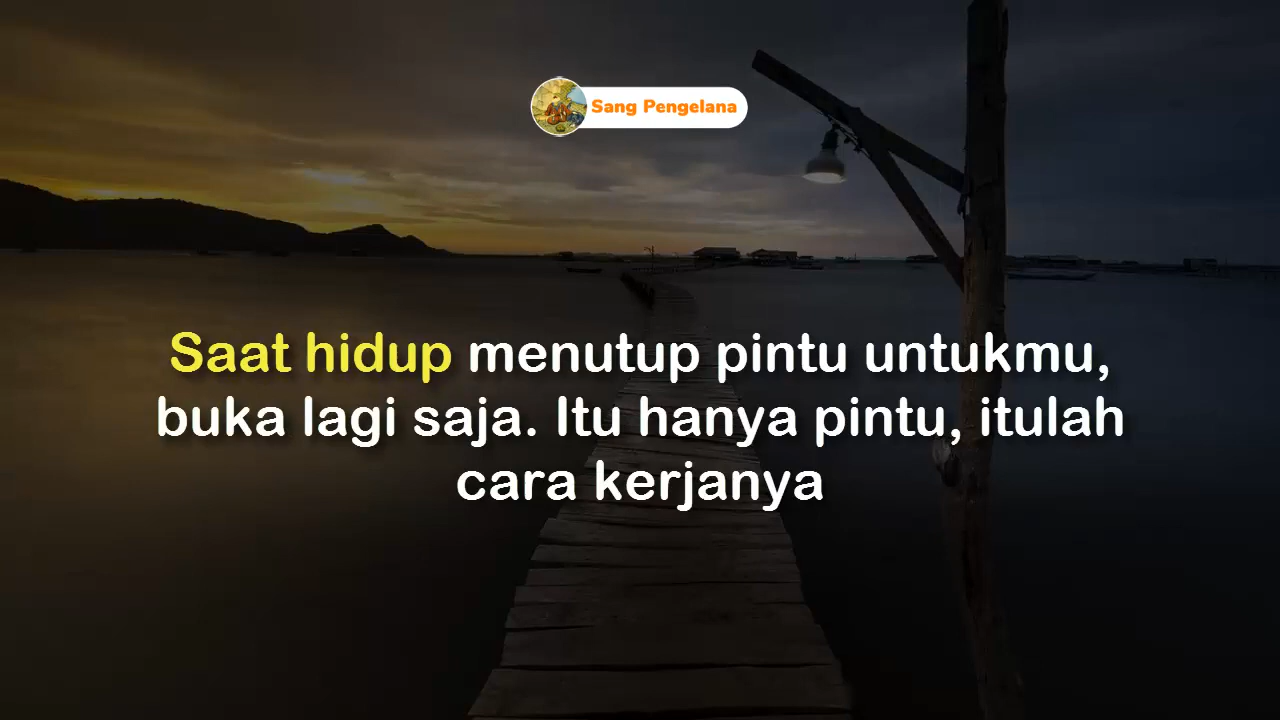 Sang Pengelana
Saat hidup menutup pintu untukmu,
buka lagi saja. Itu hanya pintu, itulah
cara kerjanya